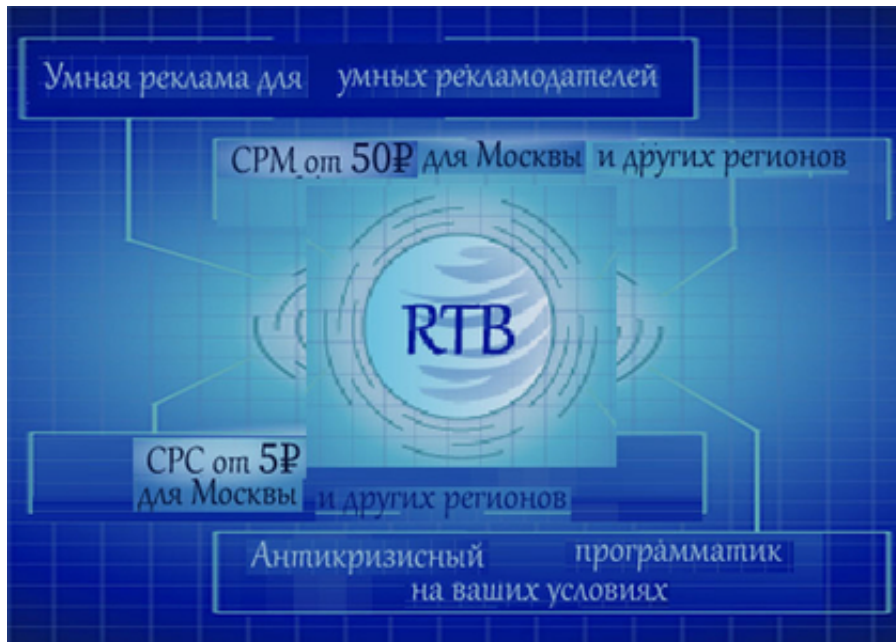 Умная реклама для умных рекламодателей
CPM от 50₽ для Москвы и других регионов
RTB
CPC от 5₽
для Москвы и других регионов
Антикризисный программатик
на ваших условиях